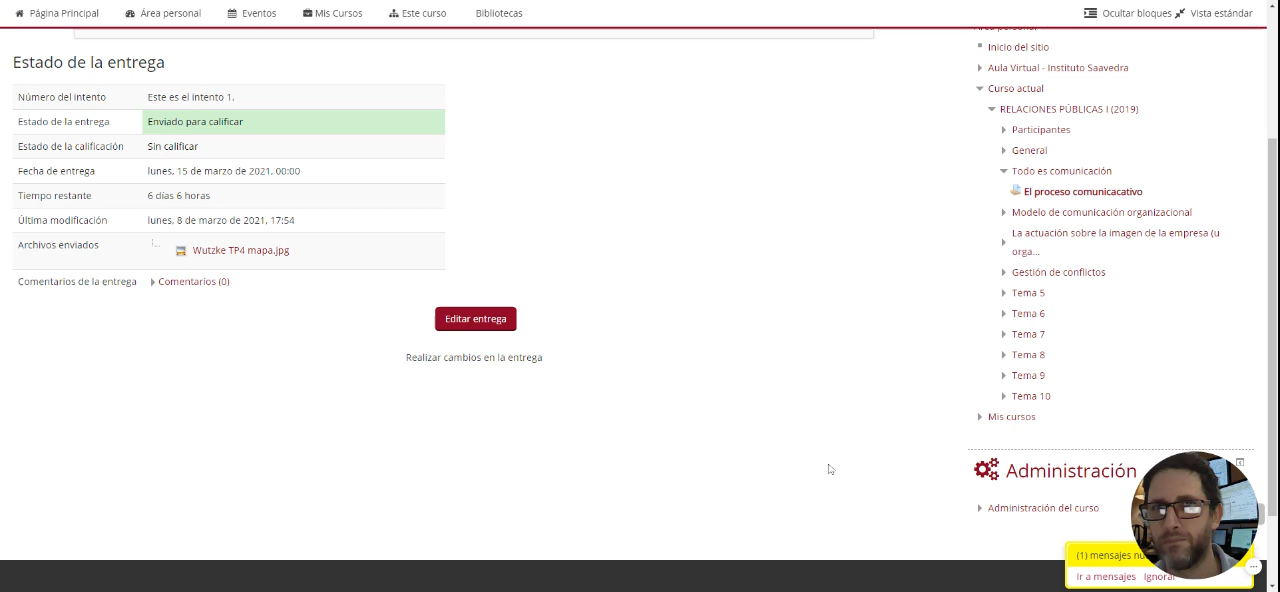 Página Principal
Área personal
Eventos
Mis Cursos
Este curso
Bibliotecas
Ocultar bloques
Vista estándar
Estado de la entrega
Número del intento Este es el intento 1.
Estado de la entrega Enviado para calificar
Estado de la calificación Sin calificar
Fecha de entrega lunes, 15 de marzo de 2021, 00:00
Tiempo restante 6 días 6 horas
Última modificación lunes, 8 de marzo de 2021, 17:54
Archivos enviados Wutzke TP4 mapa.jpg
Comentarios de la entrega Comentarios (0)
Editar entrega
Realizar cambios en la entrega
Área personal
Inicio del sitio
Aula Virtual - Instituto Saavedra
Curso actual
RELACIONES PÚBLICAS I (2019)
Participantes
General
Todo es comunicación
El proceso comunicacativo
Modelo de comunicación organizacional
La actuación sobre la imagen de la empresa (u
orga...
Gestión de conflictos
Tema 5
Tema 6
Tema 7
Tema 8
Tema 9
Tema 10
Mis cursos
Administración
Administración del curso
(1) mensajes
Ir a mensajes